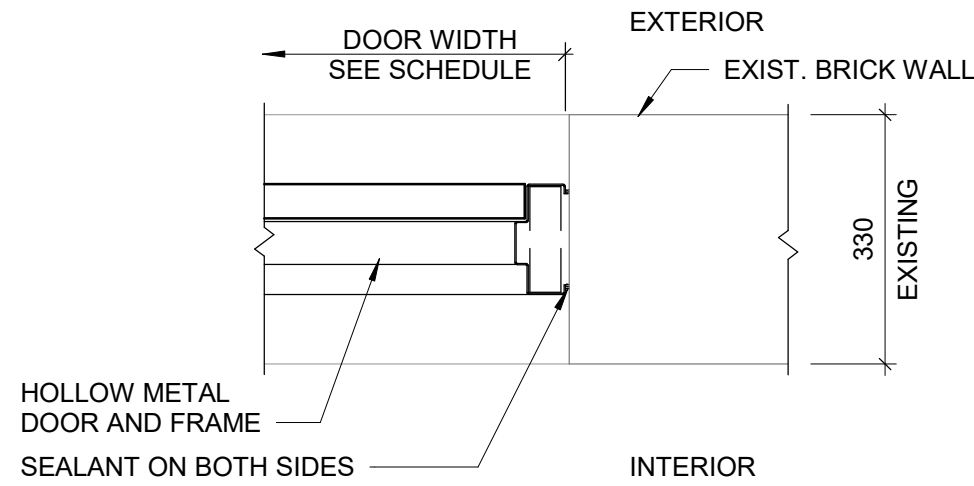 EXTERIOR
DOOR WIDTH
SEE SCHEDULE
EXIST. BRICK WALL
330
EXISTING
HOLLOW METAL
DOOR AND FRAME
SEALANT ON BOTH SIDES
INTERIOR